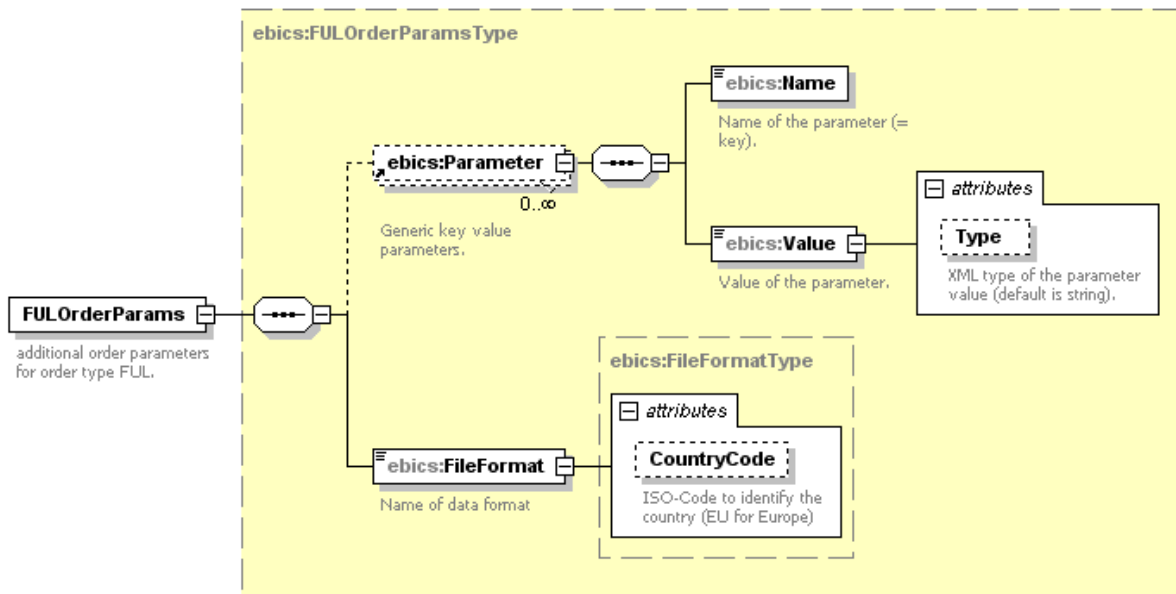 ebics:FULOrderParamsType
ebics:Name
Name of the parameter (=
key).
ebics:Parameter
0..∞
Generic key value
parameters.
attributes
Type
XML type of the parameter
value (default is string).
ebics:Value
Value of the parameter.
FULOrderParams
additional order parameters
for order type FUL.
ebics:FileFormatType
attributes
CountryCode
ISO-Code to identify the
country (EU for Europe)
ebics:FileFormat
Name of data format